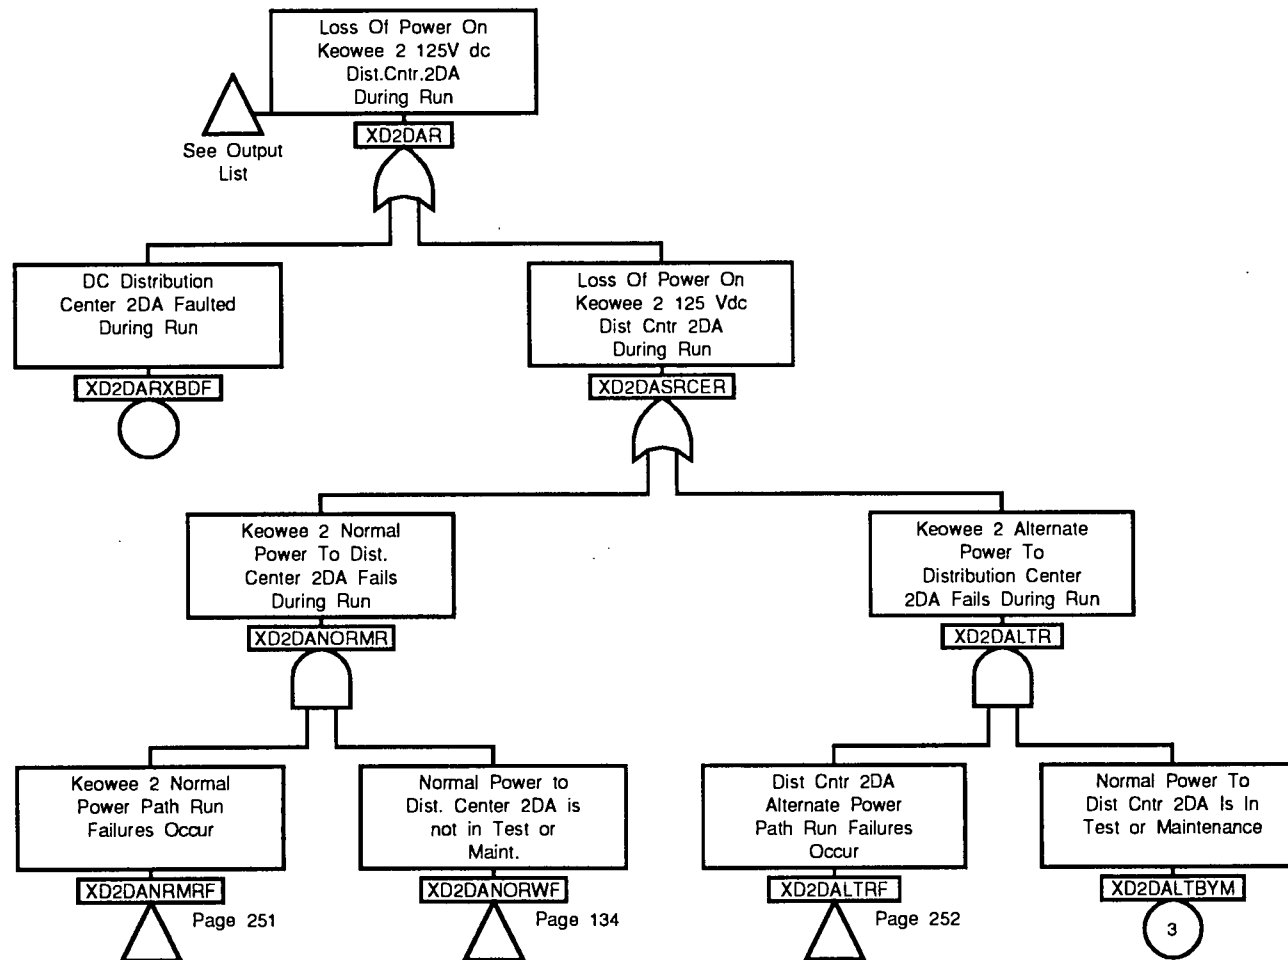 Loss Of Power On
Keowee 2 125V dc
Dist.Cntr.2DA
During Run
See Output
List
XD2DAR
DC Distribution
Center 2DA Faulted
During Run
XD2DARXBDF
Loss Of Power On
Keowee 2 125 Vdc
Dist Cntr 2DA
During Run
XD2DASRCER
Keowee 2 Normal
Power To Dist.
Center 2DA Fails
During Run
XD2DANORMR
Keowee 2 Alternate
Power To
Distribution Center
2DA Fails During Run
XD2DALTR
Keowee 2 Normal
Power Path Run
Failures Occur
XD2DANRMRF
Page 251
Normal Power to
Dist. Center 2DA is
not in Test or
Maint.
XD2DANORWF
Page 134
Dist Cntr 2DA
Alternate Power
Path Run Failures
Occur
XD2DALTRF
Page 252
Normal Power To
Dist Cntr 2DA Is In
Test or Maintenance
XD2DALTBYM
3